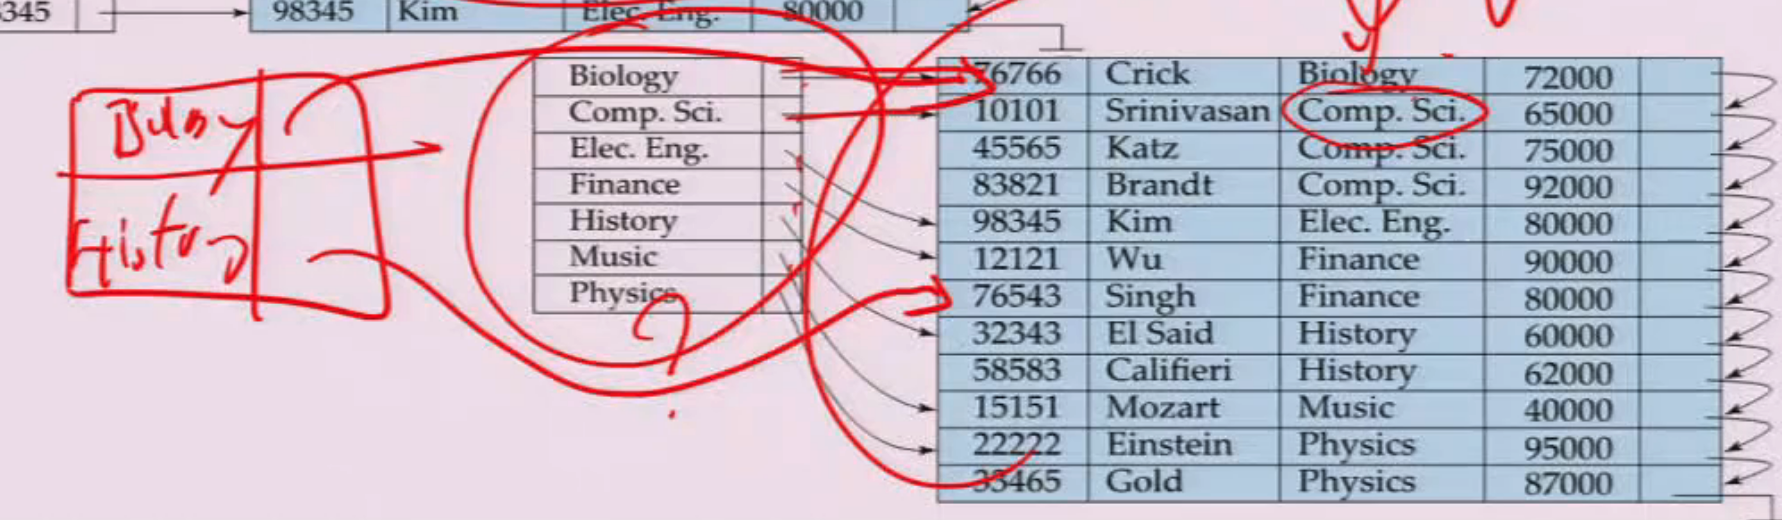 3345 98345 Kim Elec. Eng. 80000
Biology
Comp. Sci.
Elec. Eng.
Finance
History
Music
Physics
76766 Crick Biology 72000
10101 Srinivasan Comp. Sci. 65000
45565 Katz Comp. Sci. 75000
83821 Brandt Comp. Sci. 92000
98345 Kim Elec. Eng. 80000
12121 Wu Finance 90000
76543 Singh Finance 80000
32343 El Said History 60000
58583 Califieri History 62000
15151 Mozart Music 40000
22222 Einstein Physics 95000
33465 Gold Physics 87000
History
?